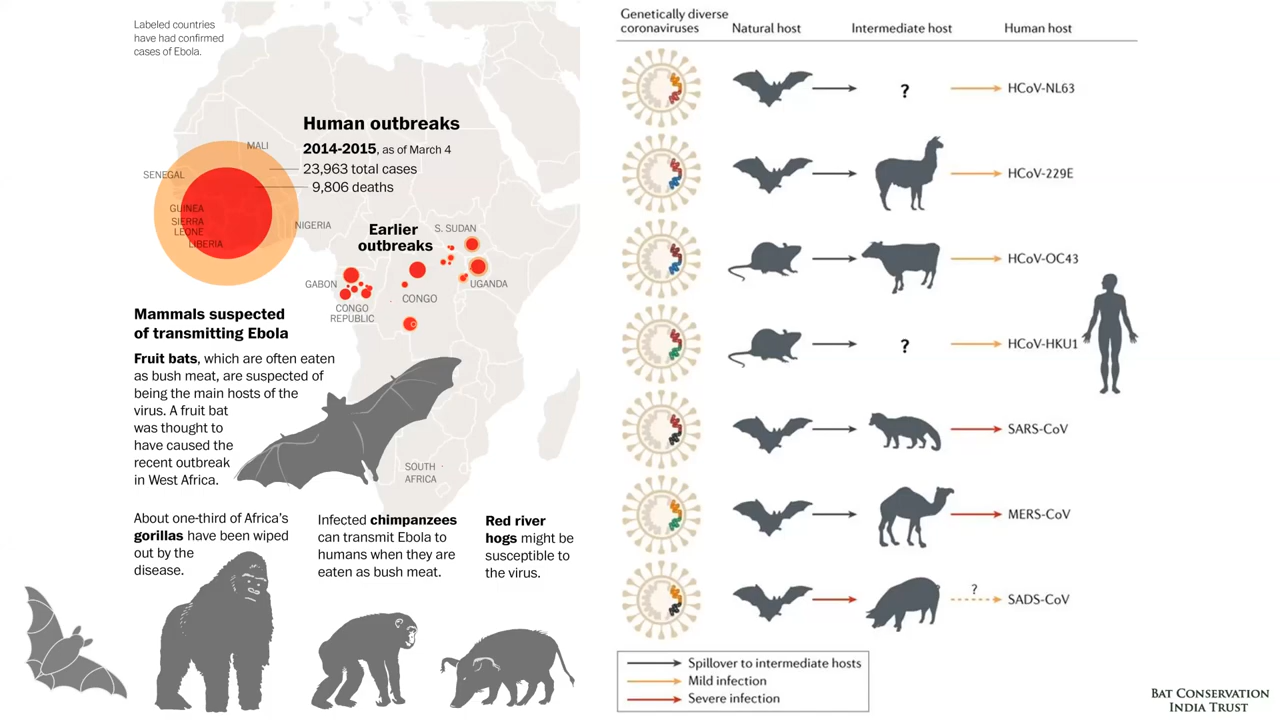 Labeled countries
have had confirmed
cases of Ebola.
Human outbreaks
2014-2015, as of March 4
23,963 total cases
9,806 deaths
MALI
SENEGAL
GUINEA
SIERRA
LEONE
LIBERIA
NIGERIA
Earlier
outbreaks
S. SUDAN
GABON
CONGO
REPUBLIC
CONGO
UGANDA
SOUTH
AFRICA
Mammals suspected
of transmitting Ebola
Fruit bats, which are often eaten
as bush meat, are suspected of
being the main hosts of the
virus. A fruit bat
was thought to
have caused the
recent outbreak
in West Africa.
About one-third of Africa's
gorillas have been wiped
out by the
disease.
Infected chimpanzees
can transmit Ebola to
humans when they are
eaten as bush meat.
Red river
hogs might be
susceptible to
the virus.
Genetically diverse
coronaviruses
Natural host
Intermediate host
Human host
?
HCoV-NL63
HCoV-229E
HCoV-OC43
?
HCoV-HKU1
SARS-CoV
MERS-CoV
?
SADS-CoV
Spillover to intermediate hosts
Mild infection
Severe infection
BAT CONSERVATION
INDIA TRUST